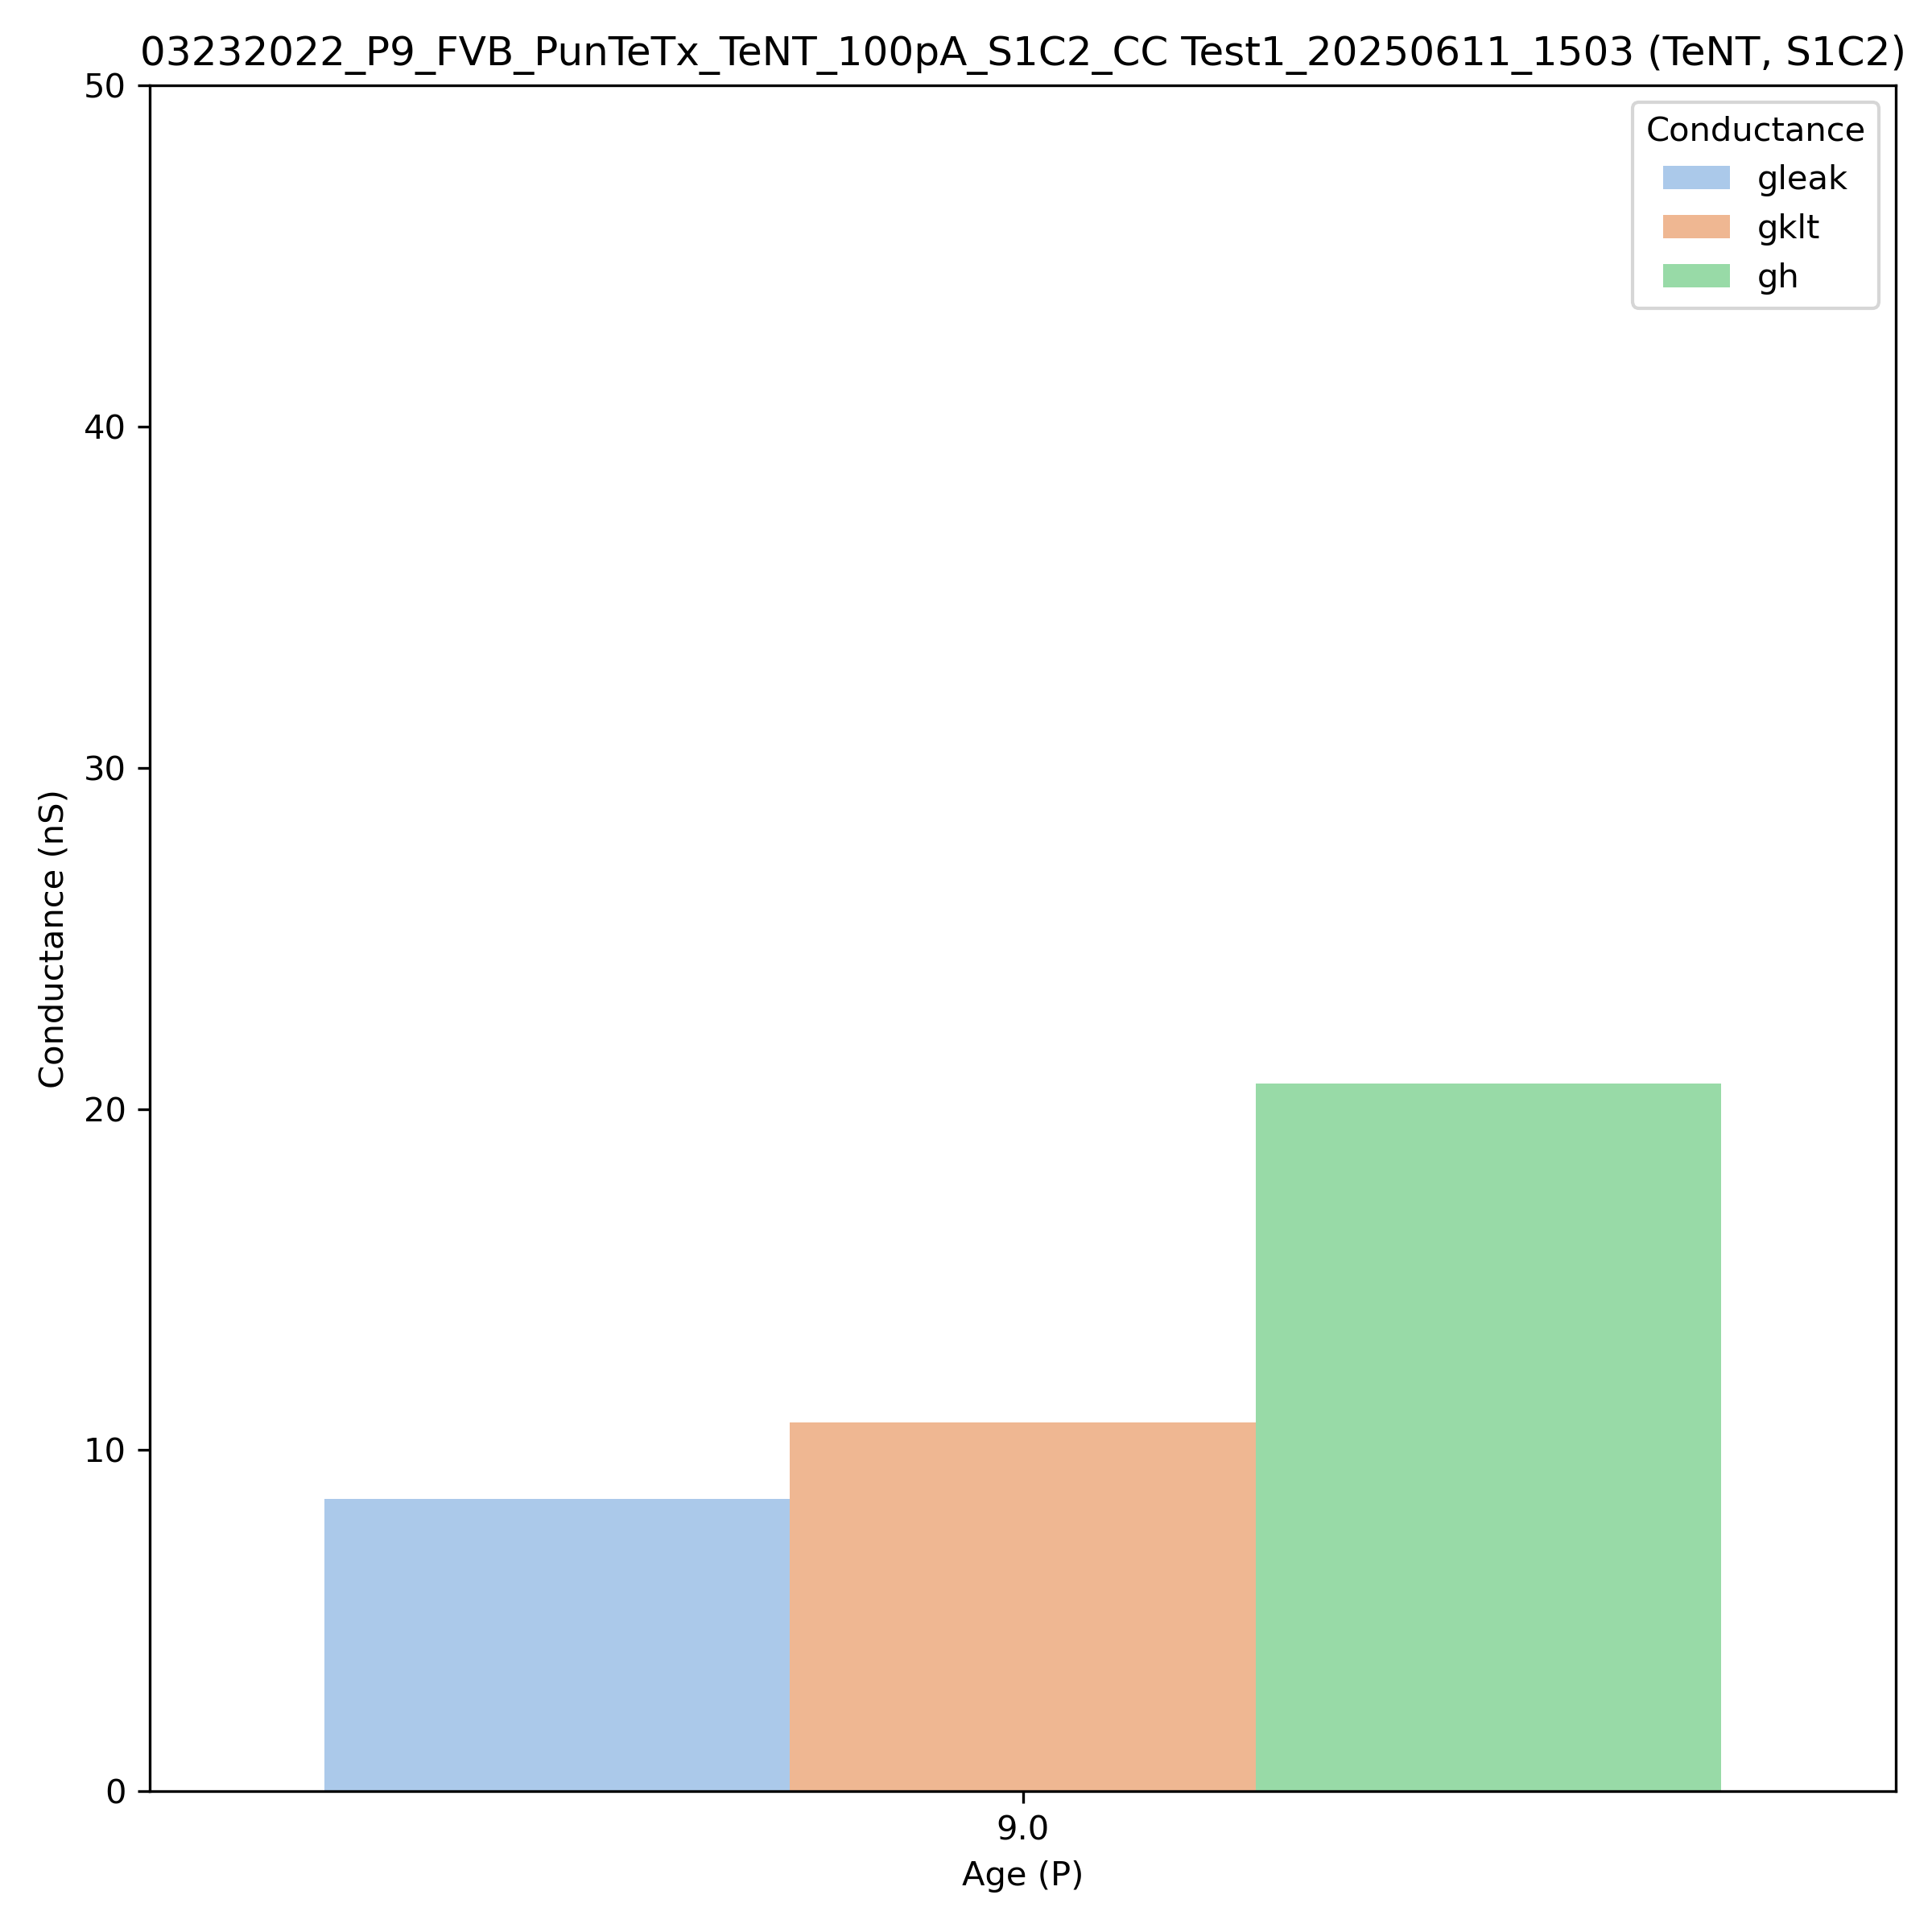 03232022_P9_FVB_PunTeTx_TeNT_100pA_S1C2_CC Test1_20250611_1503 (TeNT, S1C2)
Conductance
gleak
gklt
gh
50
40
30
20
10
0
Conductance (nS)
9.0
Age (P)